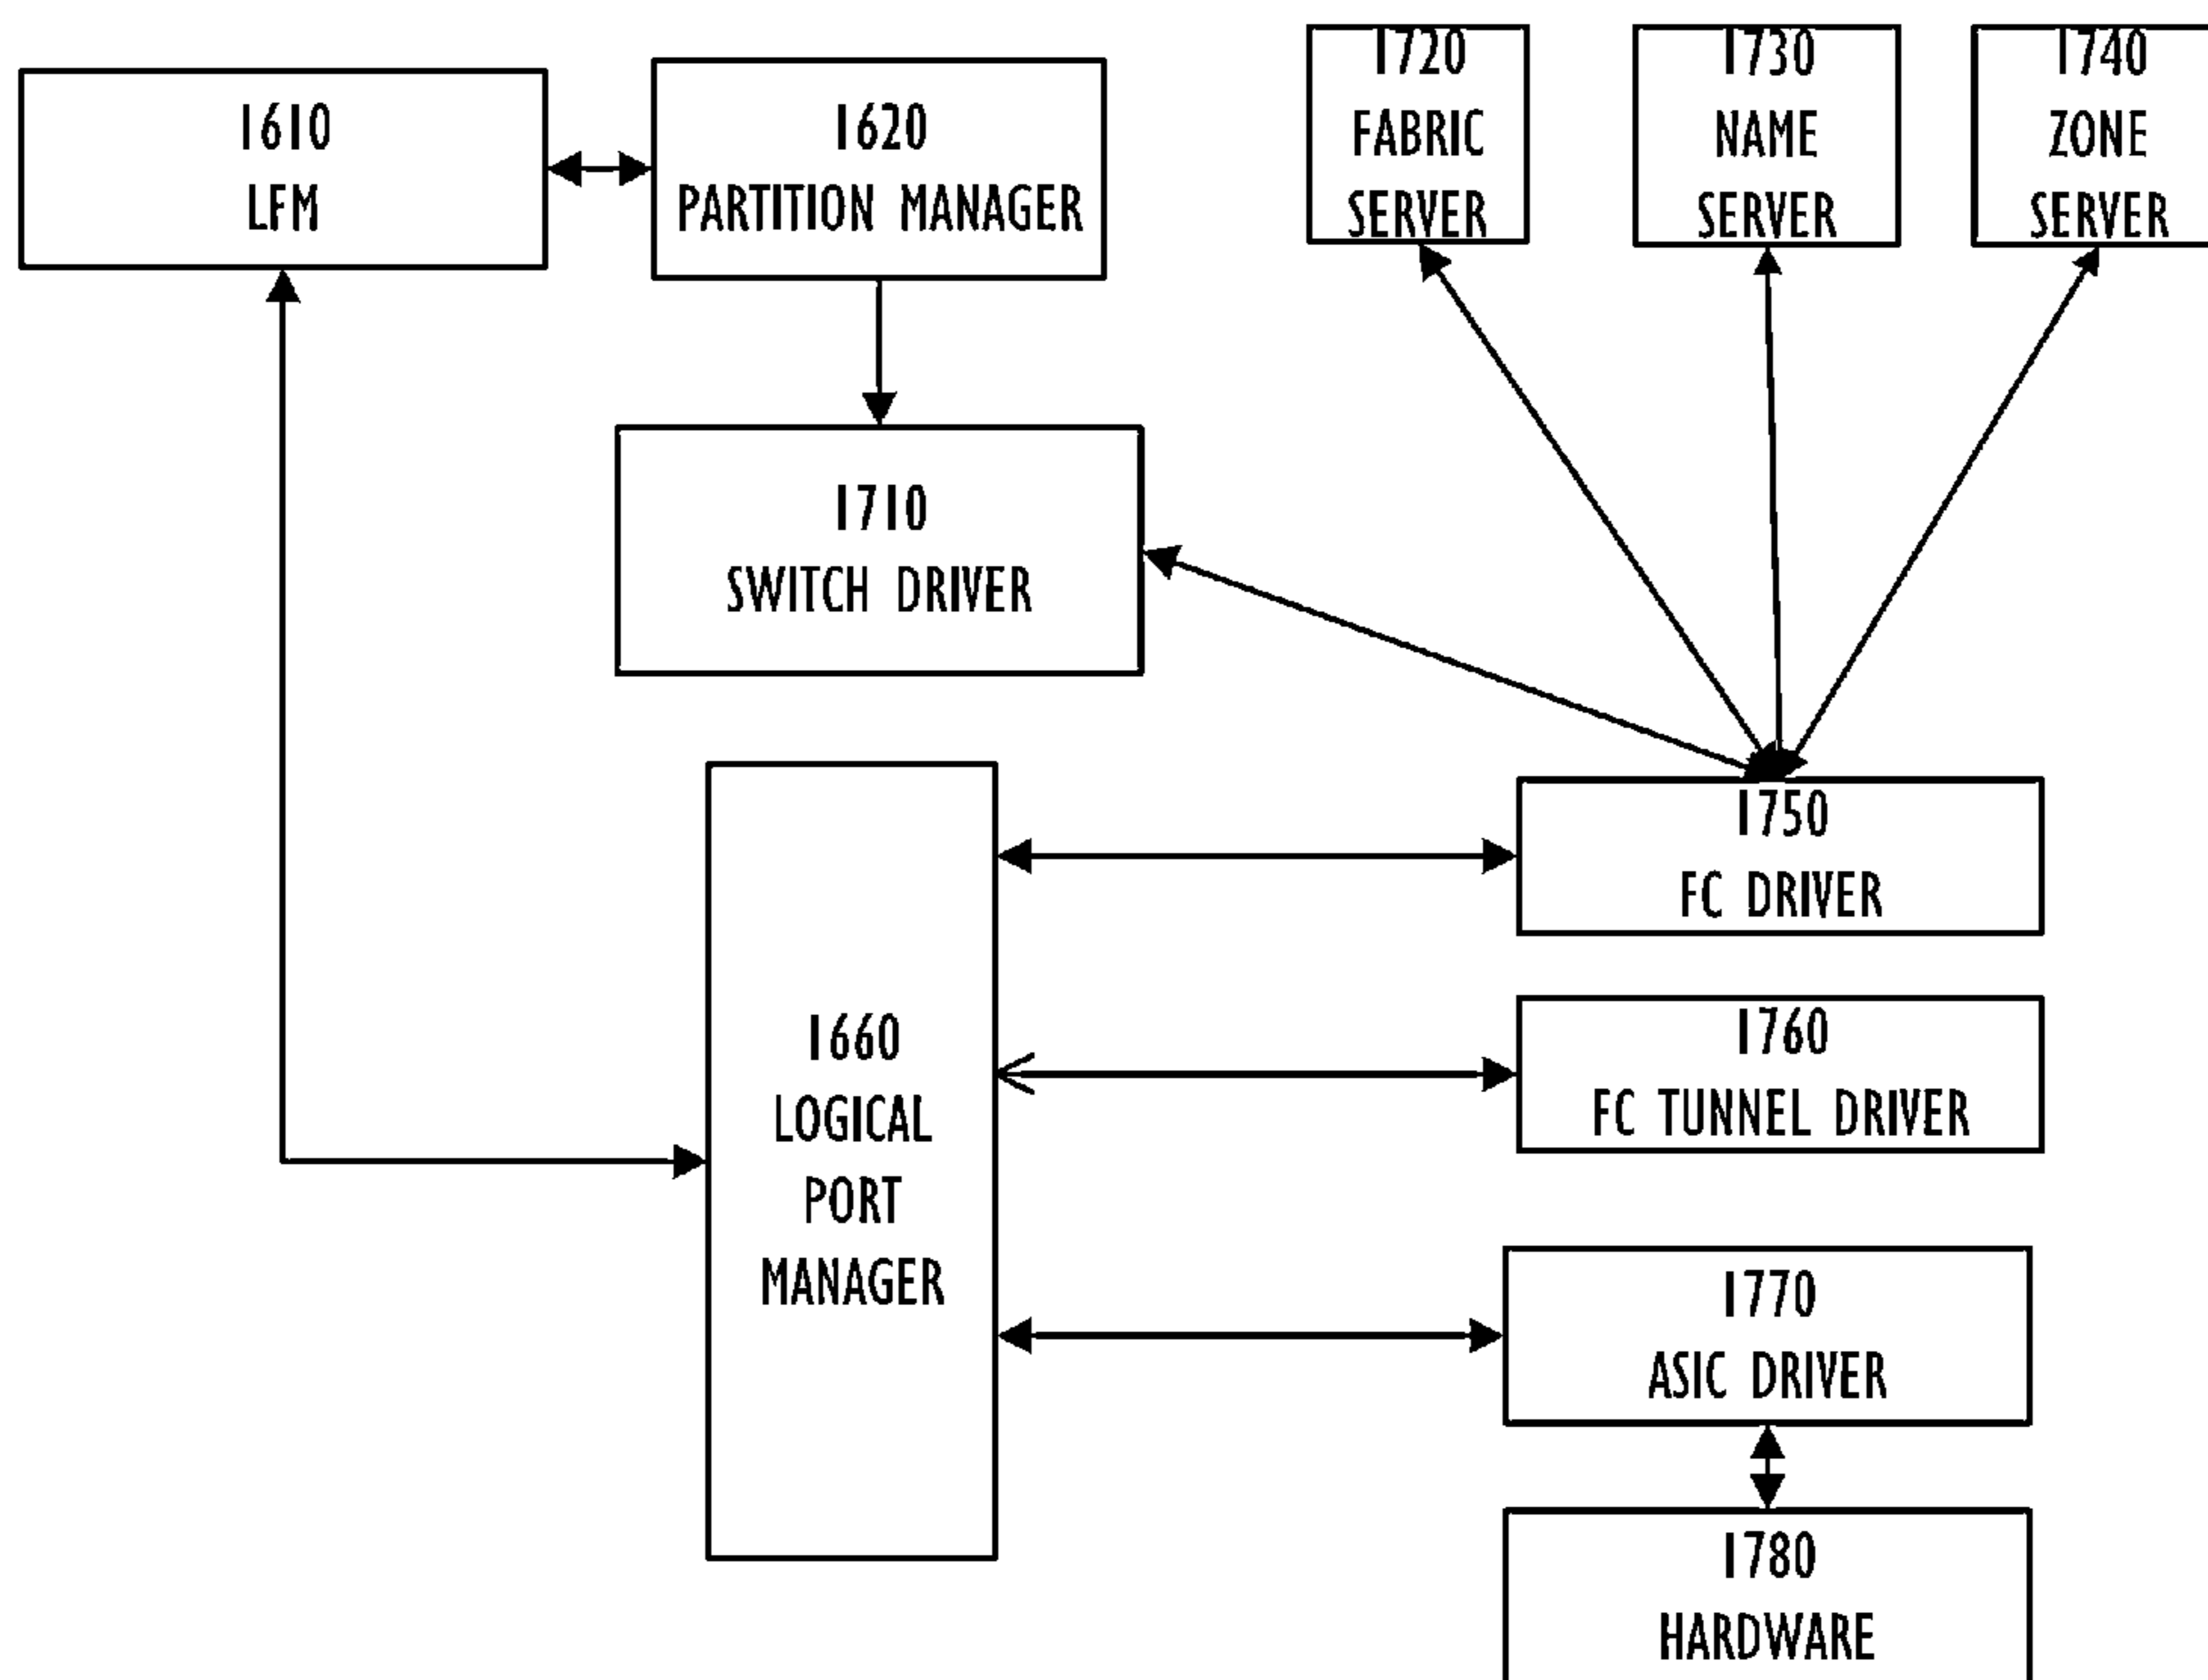 1610
LFM
1620
PARTITION MANAGER
1720
FABRIC
SERVER
1730
NAME
SERVER
1740
ZONE
SERVER
1710
SWITCH DRIVER
1750
FC DRIVER
1660
LOGICAL
PORT
MANAGER
1760
FC TUNNEL DRIVER
1770
ASIC DRIVER
1780
HARDWARE